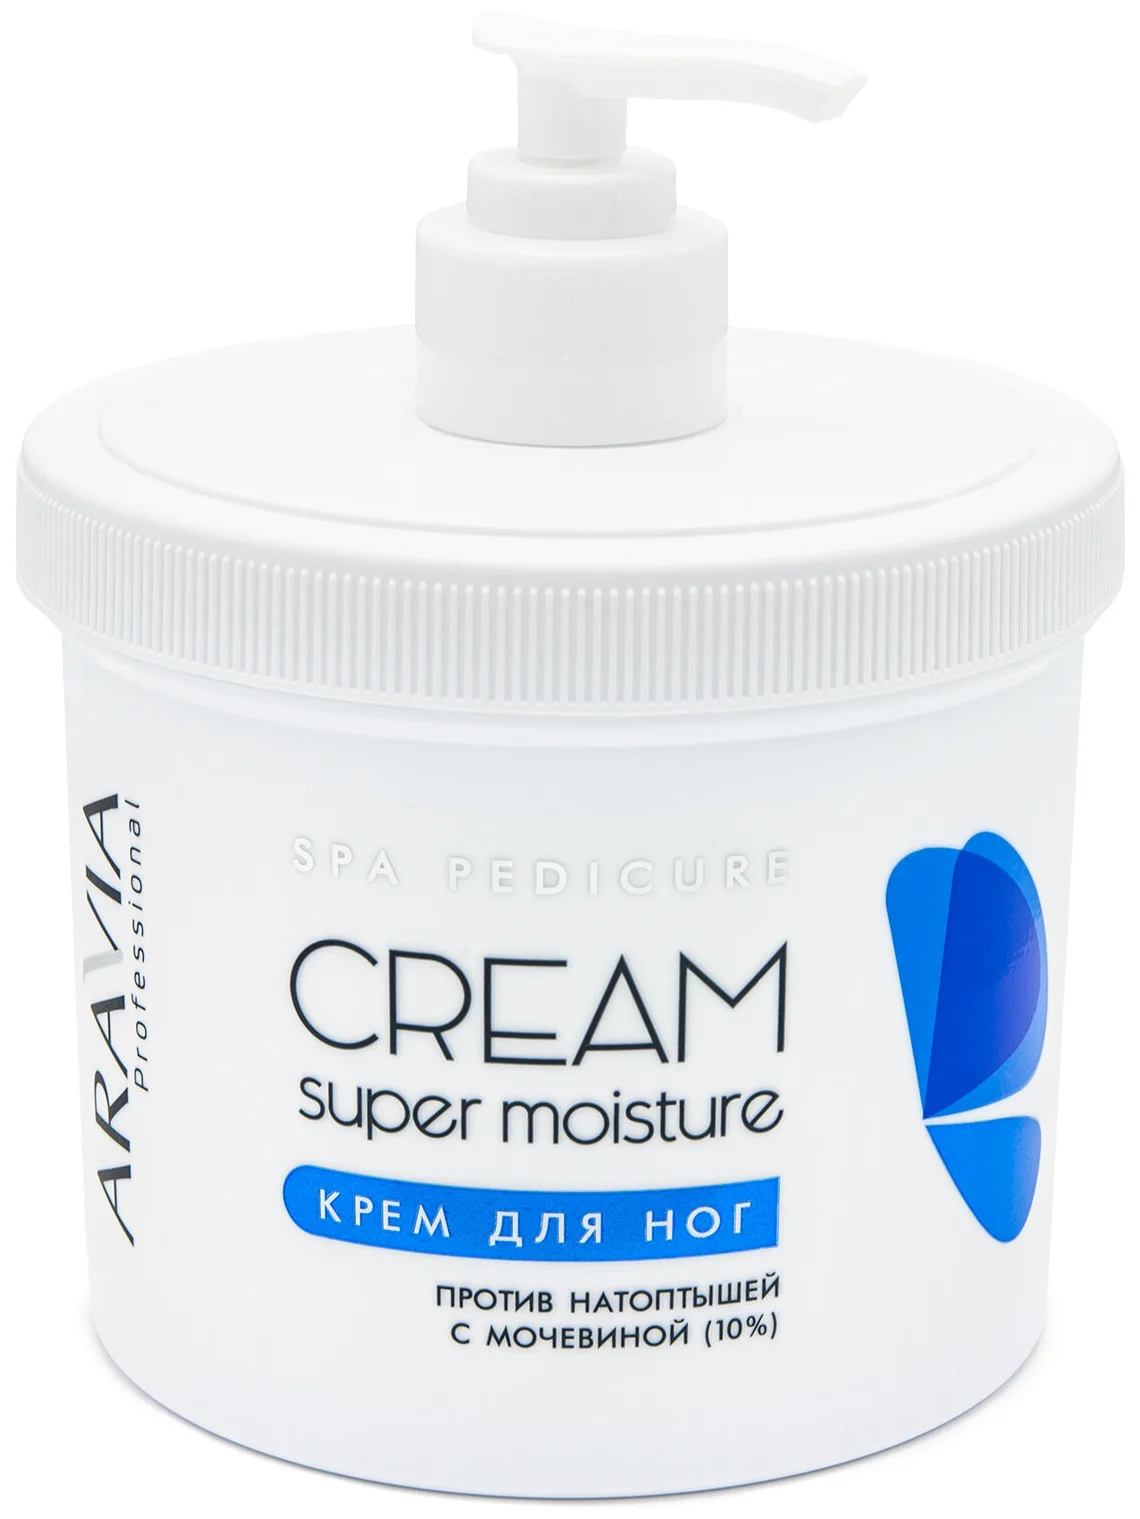 ARAVIA
Professional
SPA PEDICURE
CREAM
super moisture
КРЕМ ДЛЯ НОГ
ПРОТИВ НАТОПТЫШЕЙ
С МОЧЕВИНОЙ (10%)